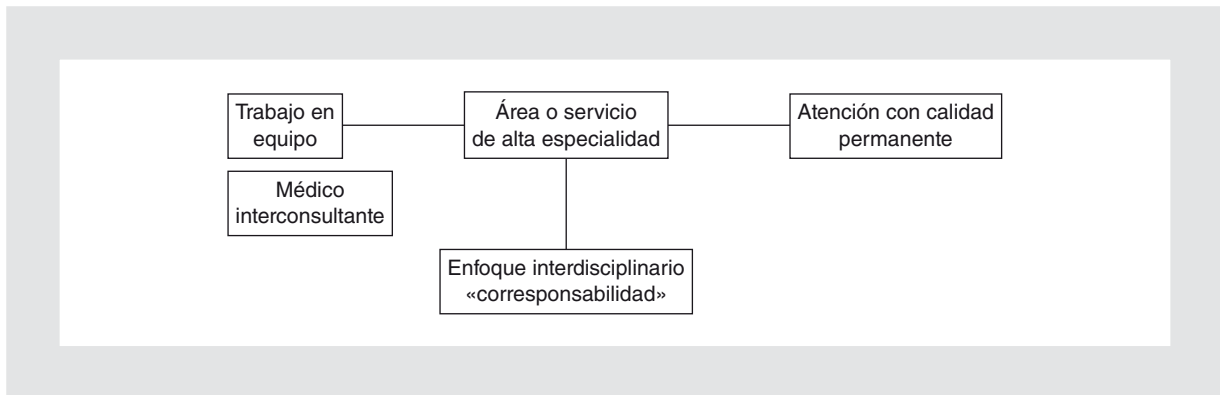 Trabajo en
equipo
Área o servicio
de alta especialidad
Atención con calidad
permanente
Médico
interconsultante
Enfoque interdisciplinario
«corresponsabilidad»